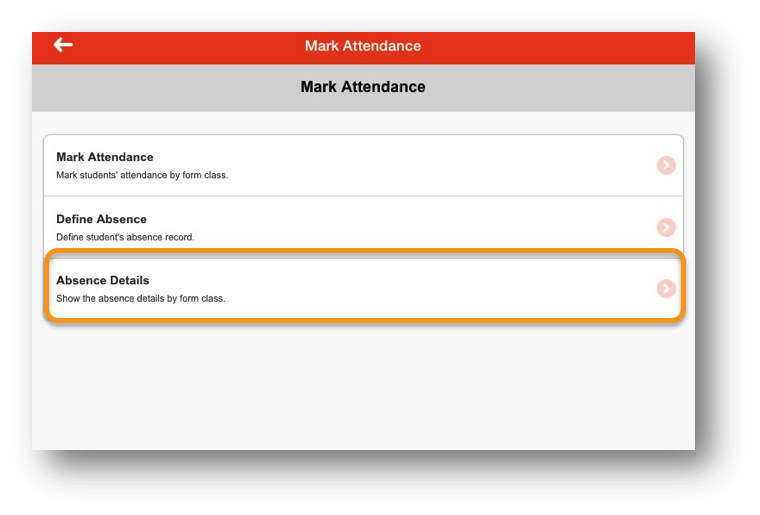 Mark Attendance
Mark Attendance
Mark Attendance
Mark students' attendance by form class.
Define Absence
Define student's absence record.
Absence Details
Show the absence details by form class.